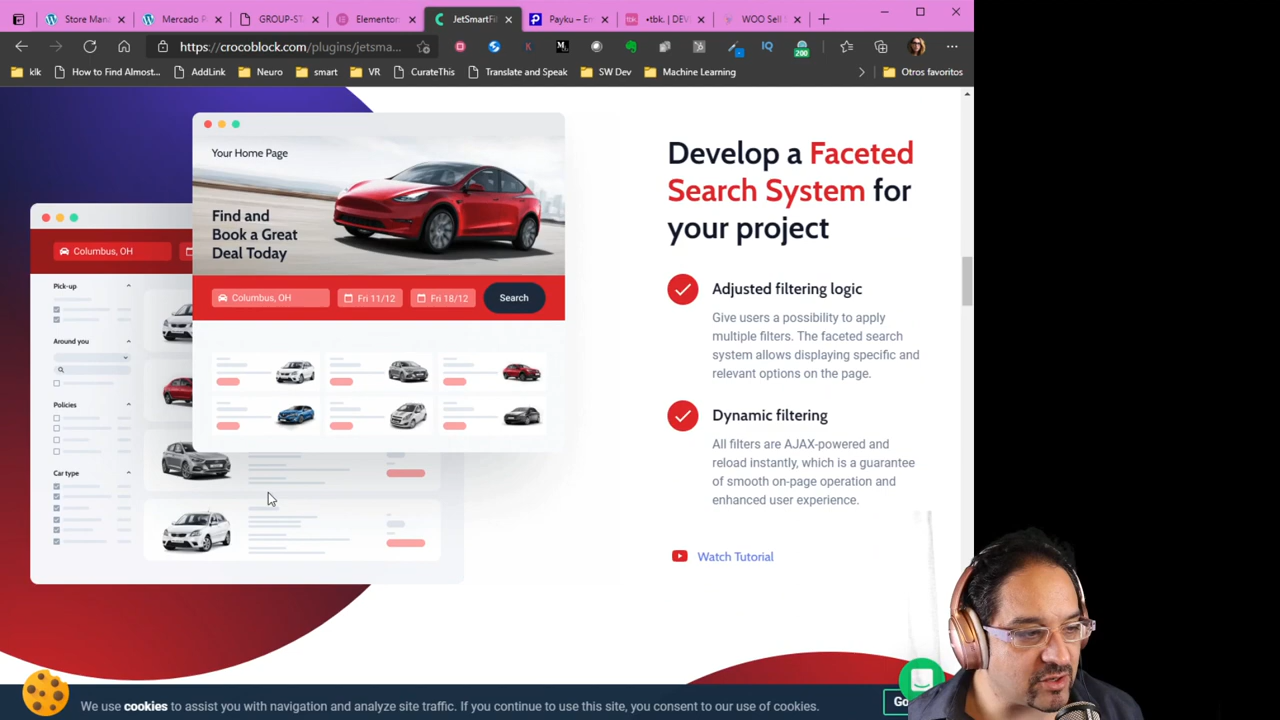 Store Mana
Mercado P
GROUP-ST
Elementor
JetSmartFil
Payku – Em
•tbk. | DEV
WOO Sell S
https://crocoblock.com/plugins/jetsma...
200
klk
How to Find Almost...
AddLink
Neuro
smart
VR
CurateThis
Translate and Speak
SW Dev
Machine Learning
Otros favoritos
Your Home Page
Find and
Book a Great
Deal Today
Columbus, OH
Fri 11/12
Fri 18/12
Search
Columbus, OH
Pick-up
Around you
Policies
Car type
Develop a Faceted
Search System for
your project
Adjusted filtering logic
Give users a possibility to apply
multiple filters. The faceted search
system allows displaying specific and
relevant options on the page.
Dynamic filtering
All filters are AJAX-powered and
reload instantly, which is a guarantee
of smooth on-page operation and
enhanced user experience.
Watch Tutorial
We use cookies to assist you with navigation and analyze site traffic. If you continue to use this site, you consent to our use of cookies.
Go